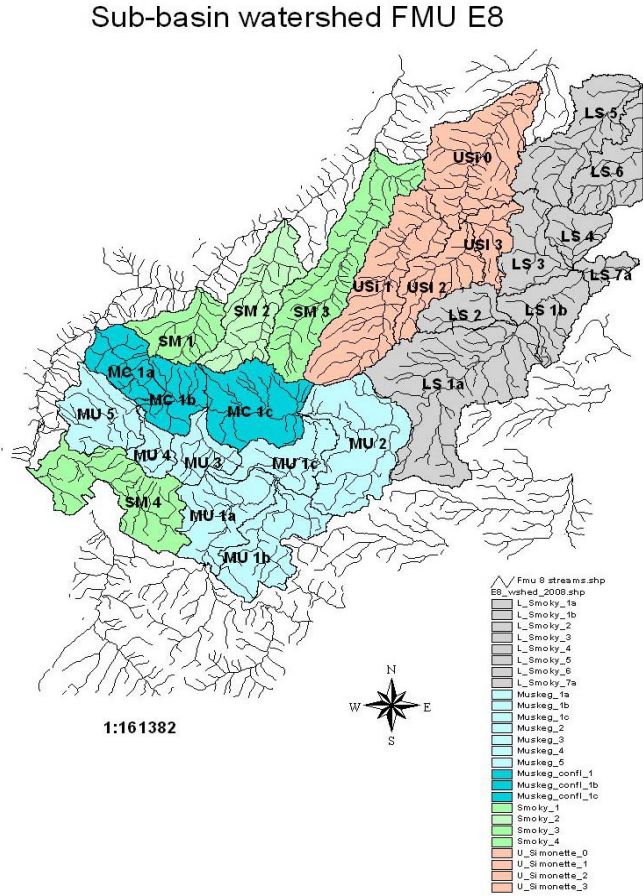 Sub-basin watershed FMU E8
LS 5
USi 0
LS 6
LS 4
USI 3
LS 3
LS 7a
USi 1
USI 2
SM 2
SM 3
LS 2
LS 1b
SM 1
MC 1a
LS 1a
MC 1b
MC 1c
MU 5
MU 2
MU 4
MU 3
MU 1c
SM 4
MU 1a
MU 1b
Fmu 8 streams.shp
E8_wshed_2008.shp
L_Smoky_1a
L_Smoky_1b
L_Smoky_2
L_Smoky_3
L_Smoky_4
L_Smoky_5
L_Smoky_6
L_Smoky_7a
Muskeg_1a
Muskeg_1b
Muskeg_1c
Muskeg_2
Muskeg_3
Muskeg_4
Muskeg_5
Muskeg_confl_1
Muskeg_confl_1b
Muskeg_confl_1c
Smoky_1
Smoky_2
Smoky_3
Smoky_4
U_Simonette_0
U_Simonette_1
U_Simonette_2
U_Simonette_3
N
W E
S
1:161382